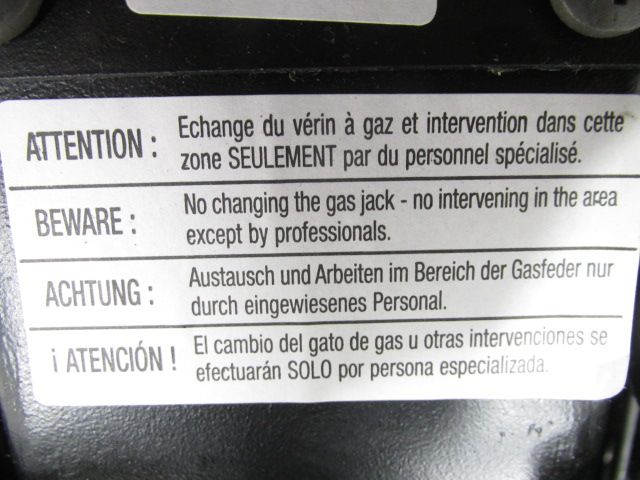 ATTENTION : Echange du vérin à gaz et intervention dans cette
zone SEULEMENT par du personnel spécialisé.
BEWARE : No changing the gas jack - no intervening in the area
except by professionals.
ACHTUNG : Austausch und Arbeiten im Bereich der Gasfeder nur
durch eingewiesenes Personal.
¡ ATENCIÓN ! El cambio del gato de gas u otras intervenciones se
efectuarán SOLO por persona especializada.